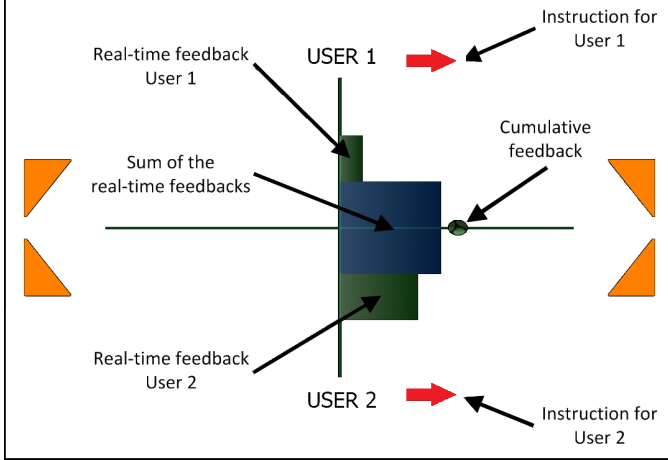 Instruction for
User 1
Real-time feedback
User 1
USER 1
Cumulative
feedback
Sum of the
real-time feedbacks
Real-time feedback
User 2
USER 2
Instruction for
User 2